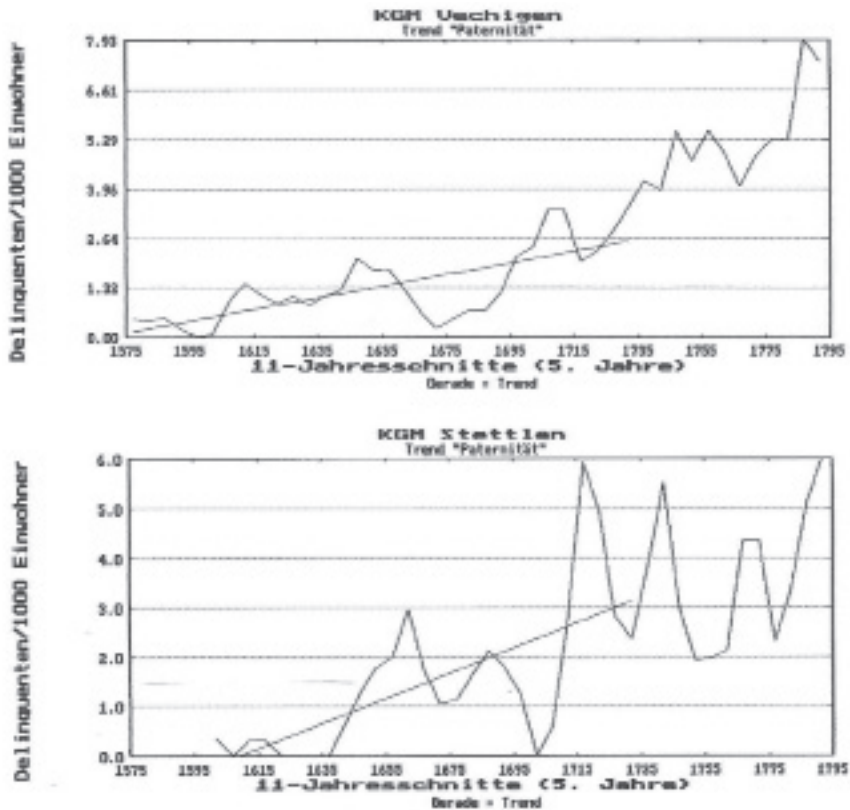 KGM Vechigen
Trend "Paternität"
Delinquenten/1000 Einwohner
7.93
6.61
5.29
3.96
2.64
1.32
0.00
1575 1595 1615 1635 1655 1675 1695 1715 1735 1755 1775 1795
11-Jahresschnitte (5. Jahre)
Gerade = Trend
KGM Stettlen
Trend "Paternität"
Delinquenten/1000 Einwohner
6.0
5.0
4.0
3.0
2.0
1.0
0.0
1575 1595 1615 1635 1655 1675 1695 1715 1735 1755 1775 1795
11-Jahresschnitte (5. Jahre)
Gerade = Trend